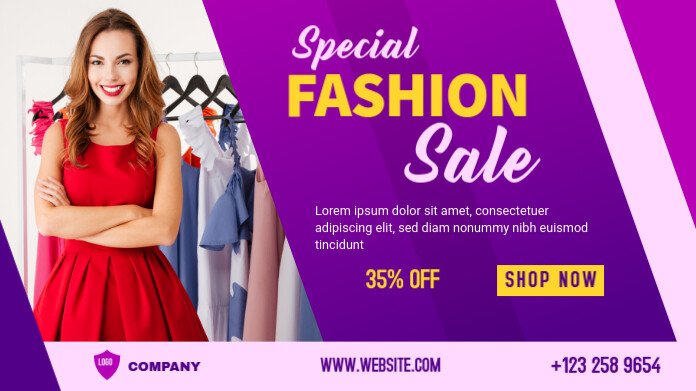 Special
FASHION
Sale
Lorem ipsum dolor sit amet, consectetuer
adipiscing elit, sed diam nonummy nibh euismod
tincidunt
35% OFF
SHOP NOW
LOGO
COMPANY
WWW.WEBSITE.COM
+123 258 9654